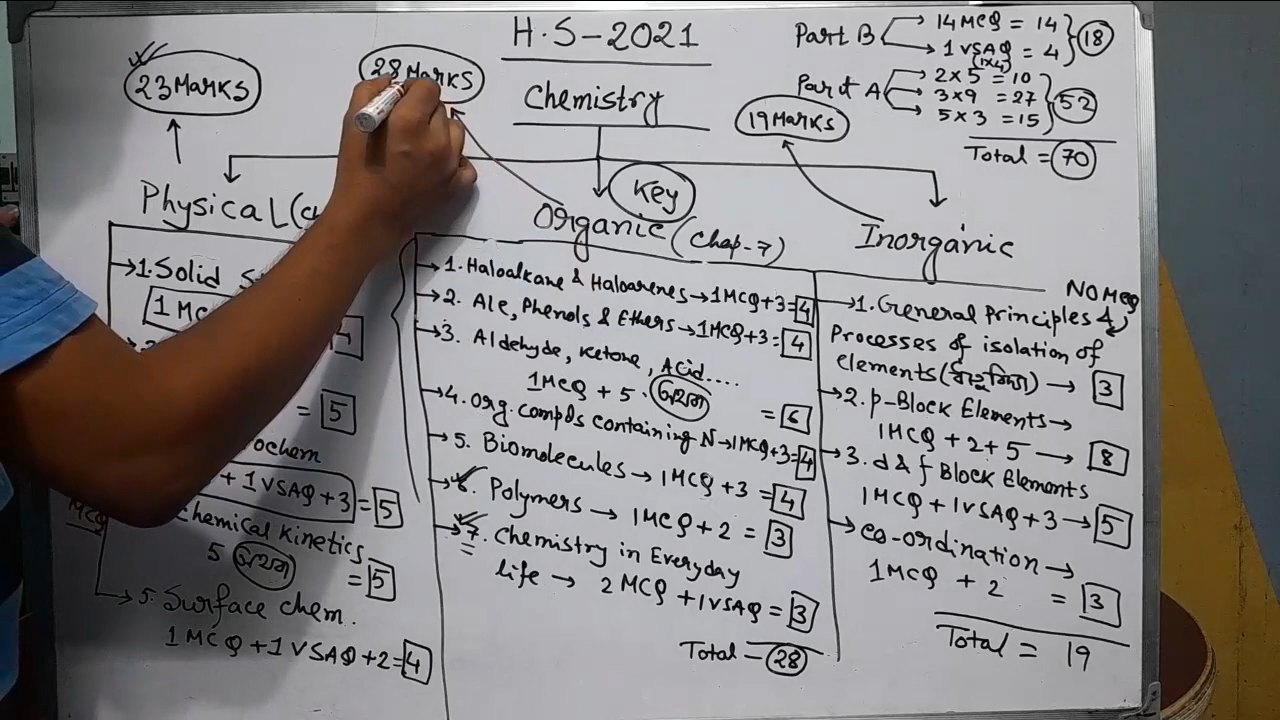 H.S-2021
Chemistry
Part B 14 MCQ = 14
1 VSAQ = 4 (18)
(1x4)
Part A 2 x 5 = 10
3 x 9 = 27 (52)
5 x 3 = 15
Total = (70)
23 Marks
28 Marks
19 Marks
Key
Physical
1. Solid
= 5
+ 1 VSAQ + 3 = 5
MCQ
Chemical Kinetics
5 = 5
5. Surface chem.
1 MCQ + 1 VSAQ + 2 = 4
Organic (Chap-7)
1. Haloalkane & Haloarenes → 1 MCQ + 3 = 4
2. Alc, Phenols & Ethers → 1 MCQ + 3 = 4
3. Aldehyde, Ketone, Acid....
1 MCQ + 5 = 6
4. Org. Compds Containing N → 1 MCQ + 3 = 4
5. Biomolecules → 1 MCQ + 3 = 4
6. Polymers → 1 MCQ + 2 = 3
7. Chemistry in Everyday
life → 2 MCQ + 1 VSAQ = 3
Total - 28
Inorganic
NO MCQ
1. General Principles &
Processes of isolation of
Elements → 3
2. p-Block Elements →
1 MCQ + 2 + 5 → 8
3. d & f Block Elements
1 MCQ + 1 VSAQ + 3 → 5
Co-ordination →
1 MCQ + 2 = 3
Total = 19